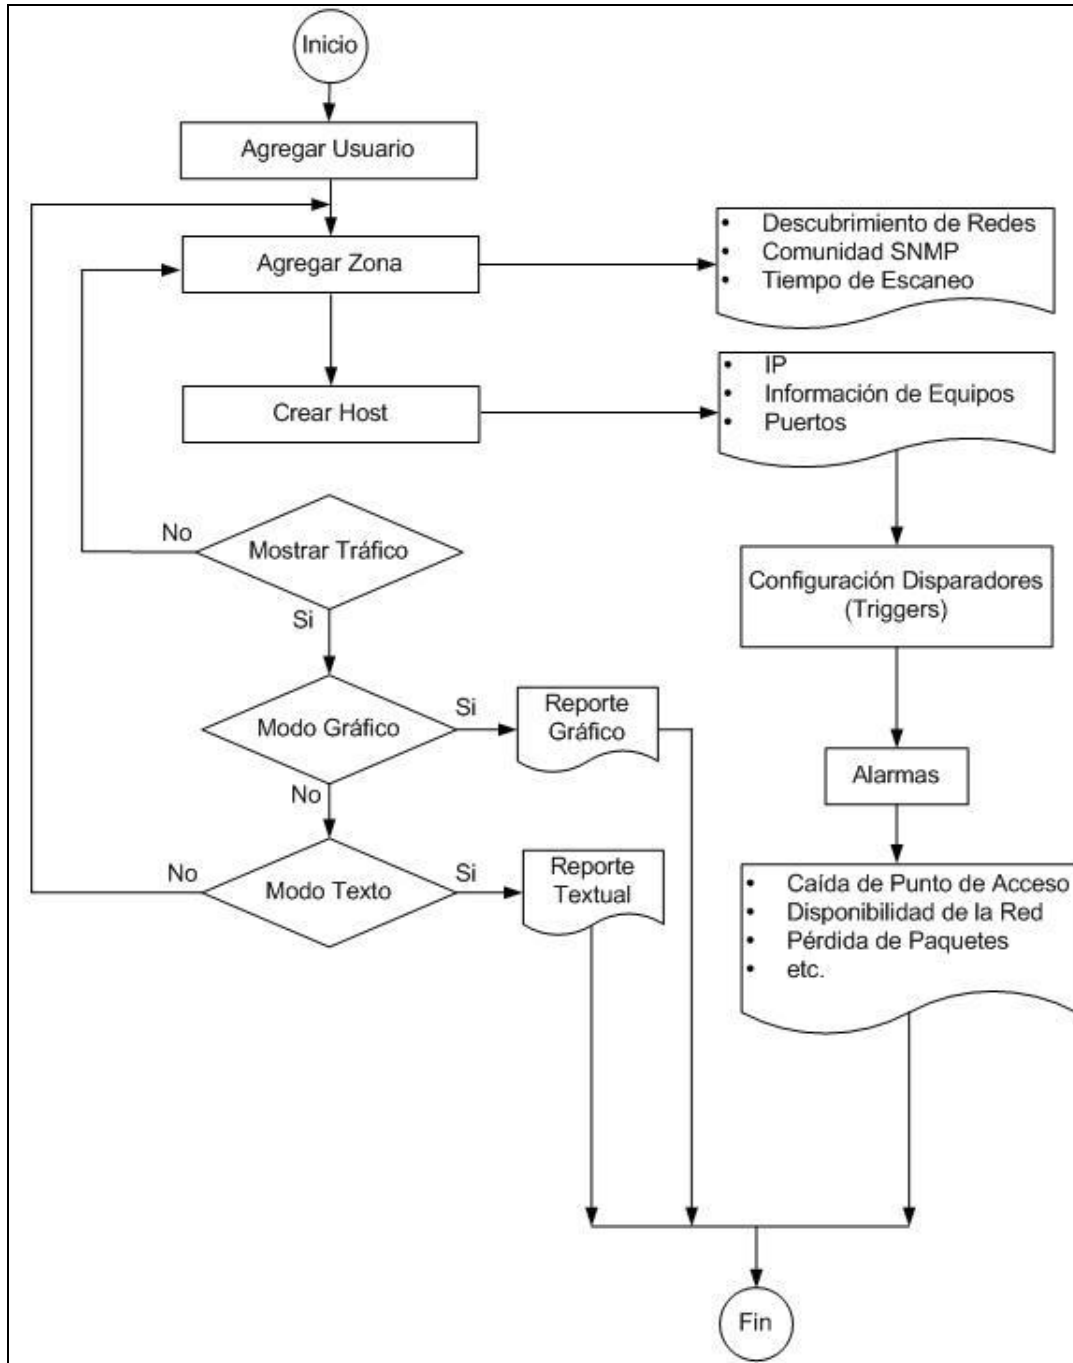 Inicio
Agregar Usuario
Agregar Zona
• Descubrimiento de Redes
• Comunidad SNMP
• Tiempo de Escaneo
Crear Host
• IP
• Información de Equipos
• Puertos
No
Mostrar Tráfico
Si
Configuración Disparadores
(Triggers)
Modo Gráfico
Si
Reporte
Gráfico
No
Alarmas
No
Modo Texto
Si
Reporte
Textual
• Caída de Punto de Acceso
• Disponibilidad de la Red
• Pérdida de Paquetes
• etc.
Fin